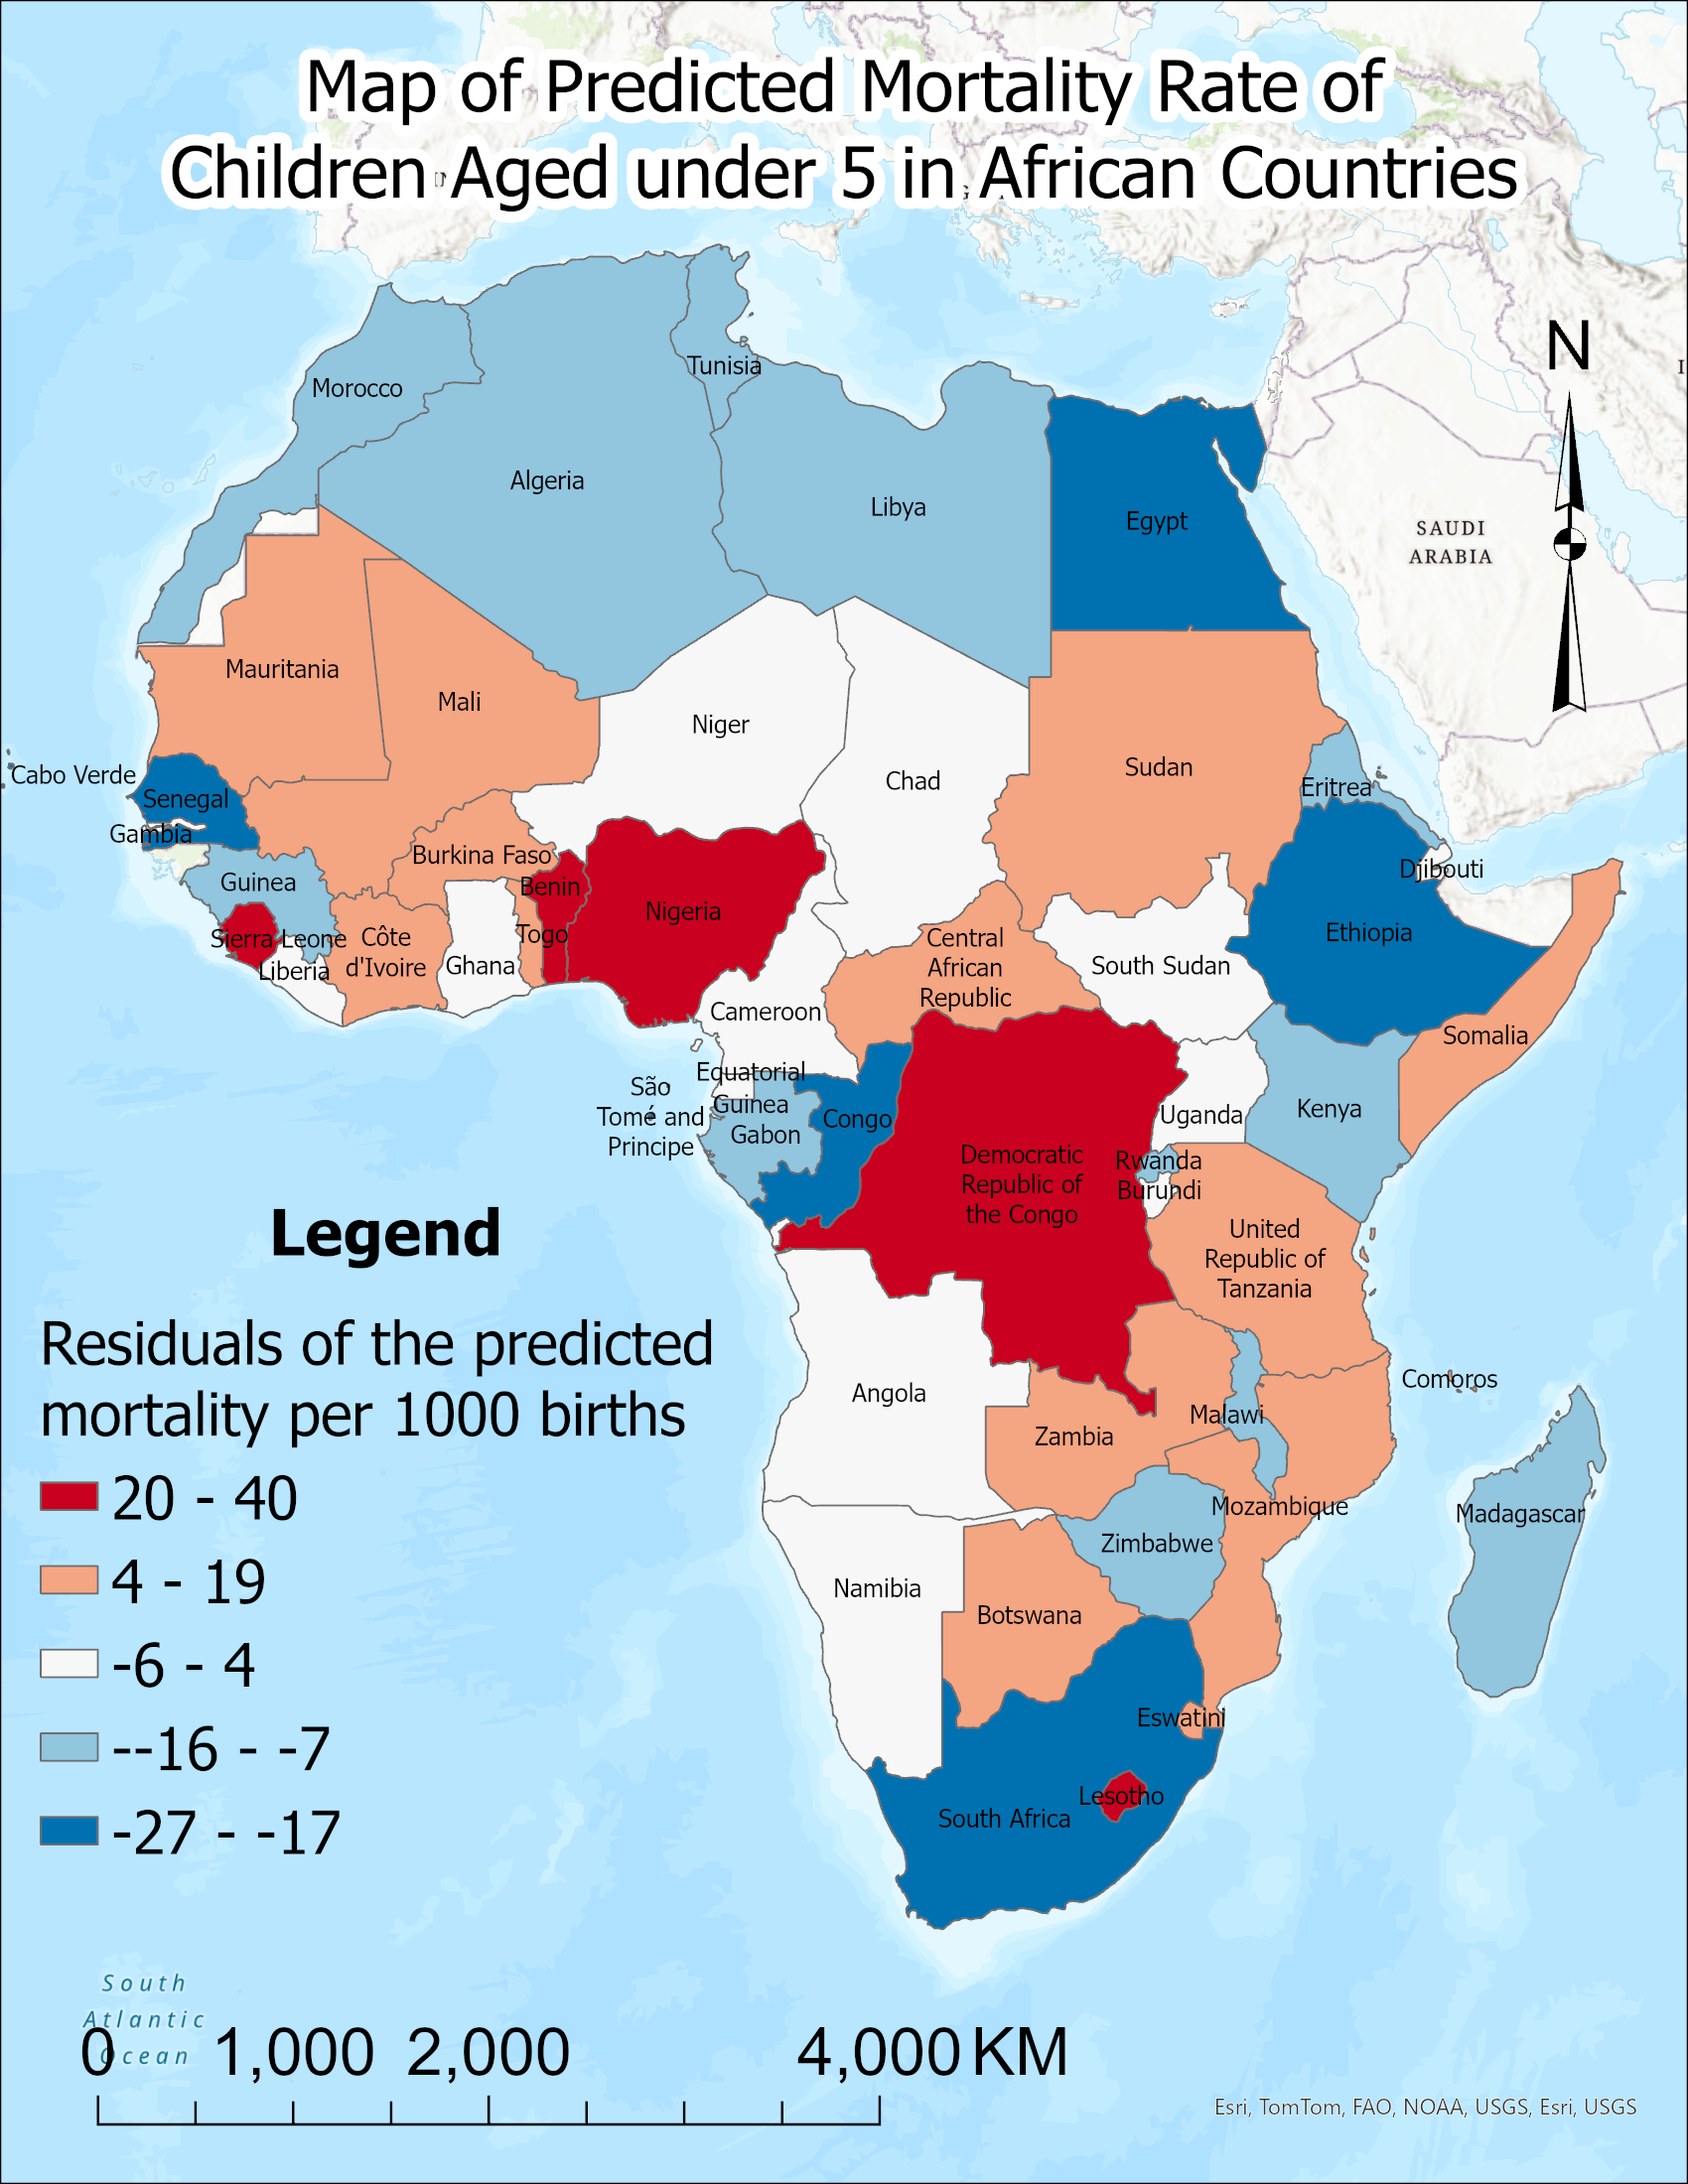 Map of Predicted Mortality Rate of
Children Aged under 5 in African Countries
N
Tunisia
Morocco
Algeria
Libya
Egypt
SAUDI
ARABIA
Mauritania
Mali
Niger
Chad
Sudan
Cabo Verde
Senegal
Eritrea
Gambia
Burkina Faso
Djibouti
Guinea
Benin
Nigeria
Ethiopia
Sierra Leone
Togo
Côte
d'Ivoire
Liberia
Ghana
Central
African
Republic
South Sudan
Cameroon
Somalia
Equatorial
Guinea
São
Tomé and
Principe
Gabon
Congo
Uganda
Kenya
Democratic
Republic of
the Congo
Rwanda
Burundi
United
Republic of
Tanzania
Angola
Comoros
Malawi
Zambia
Mozambique
Madagascar
Zimbabwe
Namibia
Botswana
Eswatini
Lesotho
South Africa
Legend
Residuals of the predicted
mortality per 1000 births
20 - 40
4 - 19
-6 - 4
--16 - -7
-27 - -17
South
Atlantic
Ocean
0 1,000 2,000 4,000 KM
Esri, TomTom, FAO, NOAA, USGS, Esri, USGS